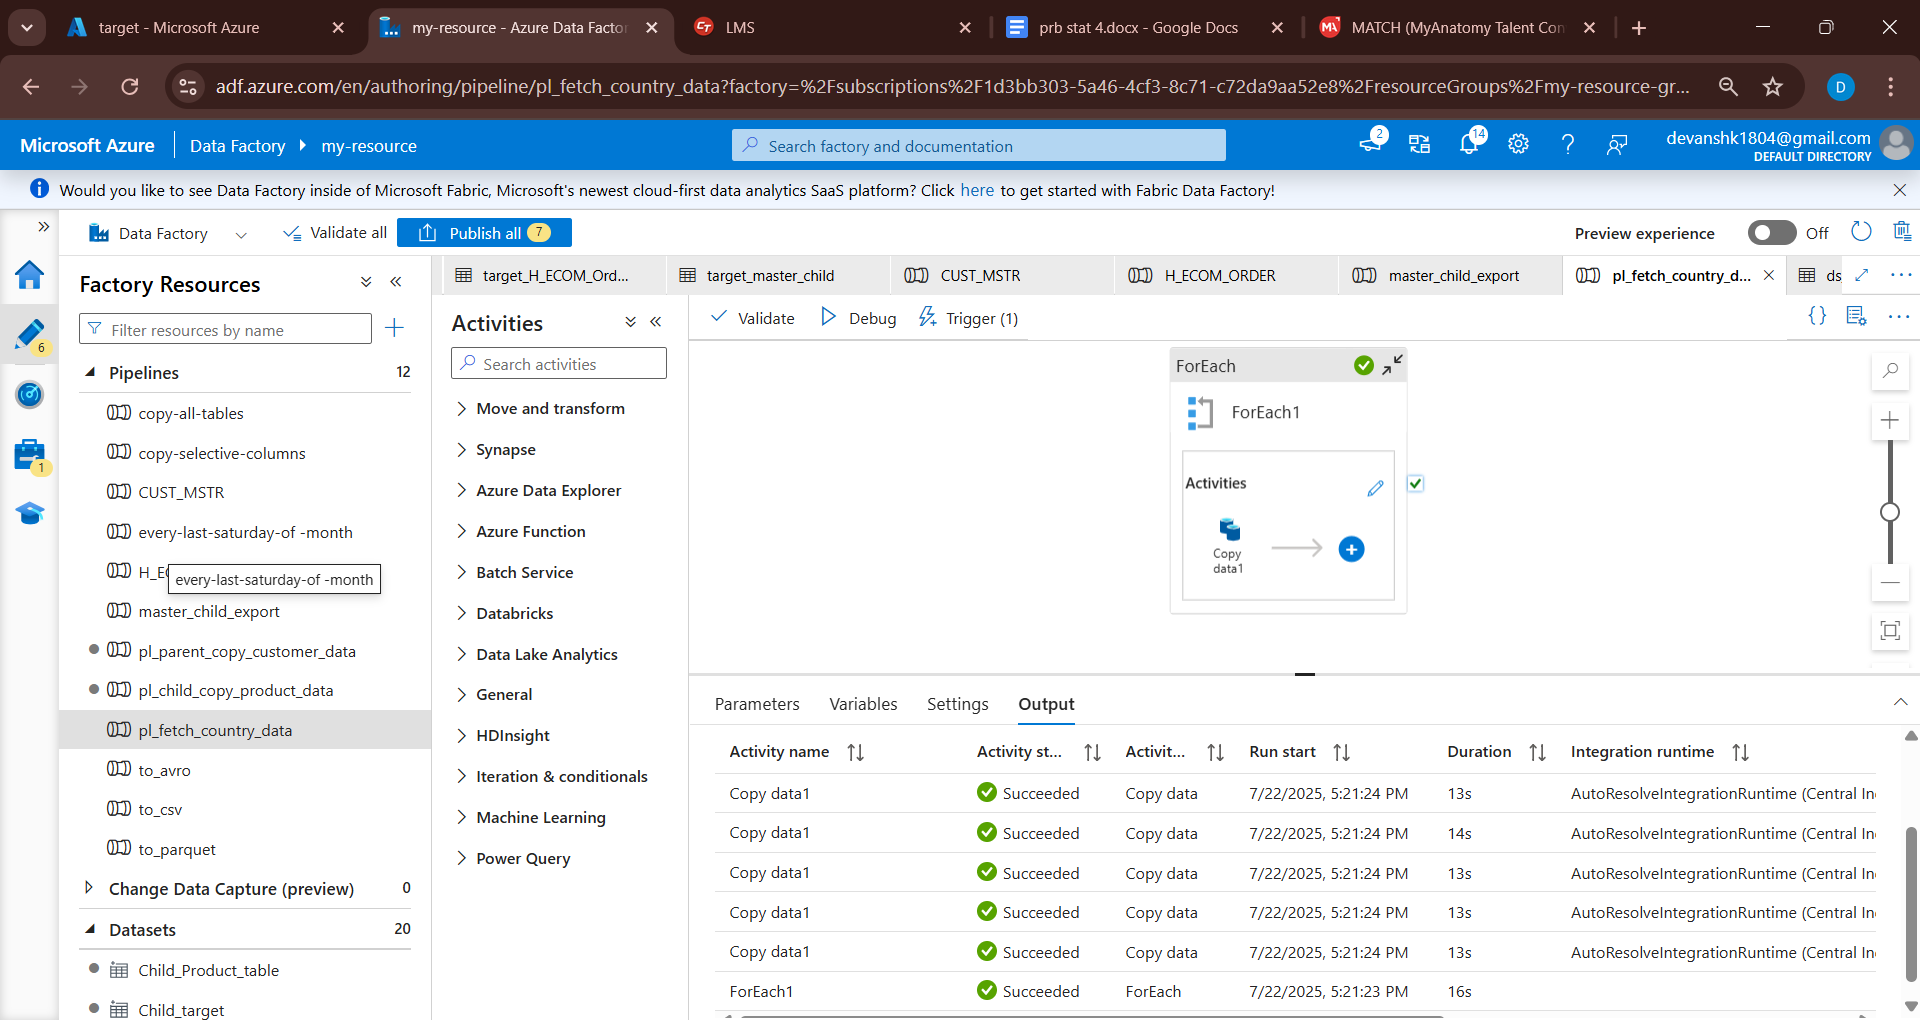 target - Microsoft Azure
my-resource - Azure Data Factor
LMS
prb stat 4.docx - Google Docs
MATCH (MyAnatomy Talent Con
adf.azure.com/en/authoring/pipeline/pl_fetch_country_data?factory=%2Fsubscriptions%2F1d3bb303-5a46-4cf3-8c71-c72da9aa52e8%2FresourceGroups%2Fmy-resource-gr...
D
Microsoft Azure
Data Factory
my-resource
Search factory and documentation
2
14
devanshk1804@gmail.com
DEFAULT DIRECTORY
Would you like to see Data Factory inside of Microsoft Fabric, Microsoft's newest cloud-first data analytics SaaS platform? Click here to get started with Fabric Data Factory!
Data Factory
Validate all
Publish all 7
Preview experience
Off
6
1
Factory Resources
Filter resources by name
Pipelines 12
copy-all-tables
copy-selective-columns
CUST_MSTR
every-last-saturday-of -month
H_EC
every-last-saturday-of -month
master_child_export
pl_parent_copy_customer_data
pl_child_copy_product_data
pl_fetch_country_data
to_avro
to_csv
to_parquet
Change Data Capture (preview) 0
Datasets 20
Child_Product_table
Child_target
target_H_ECOM_Ord...
target_master_child
CUST_MSTR
H_ECOM_ORDER
master_child_export
pl_fetch_country_d...
ds
Activities
Search activities
Move and transform
Synapse
Azure Data Explorer
Azure Function
Batch Service
Databricks
Data Lake Analytics
General
HDInsight
Iteration & conditionals
Machine Learning
Power Query
Validate
Debug
Trigger (1)
ForEach
ForEach1
Activities
Copy
data1
Parameters
Variables
Settings
Output
Activity name Activity st... Activit... Run start Duration Integration runtime
Copy data1 Succeeded Copy data 7/22/2025, 5:21:24 PM 13s AutoResolveIntegrationRuntime (Central In
Copy data1 Succeeded Copy data 7/22/2025, 5:21:24 PM 14s AutoResolveIntegrationRuntime (Central In
Copy data1 Succeeded Copy data 7/22/2025, 5:21:24 PM 13s AutoResolveIntegrationRuntime (Central In
Copy data1 Succeeded Copy data 7/22/2025, 5:21:24 PM 13s AutoResolveIntegrationRuntime (Central In
Copy data1 Succeeded Copy data 7/22/2025, 5:21:24 PM 13s AutoResolveIntegrationRuntime (Central In
ForEach1 Succeeded ForEach 7/22/2025, 5:21:23 PM 16s